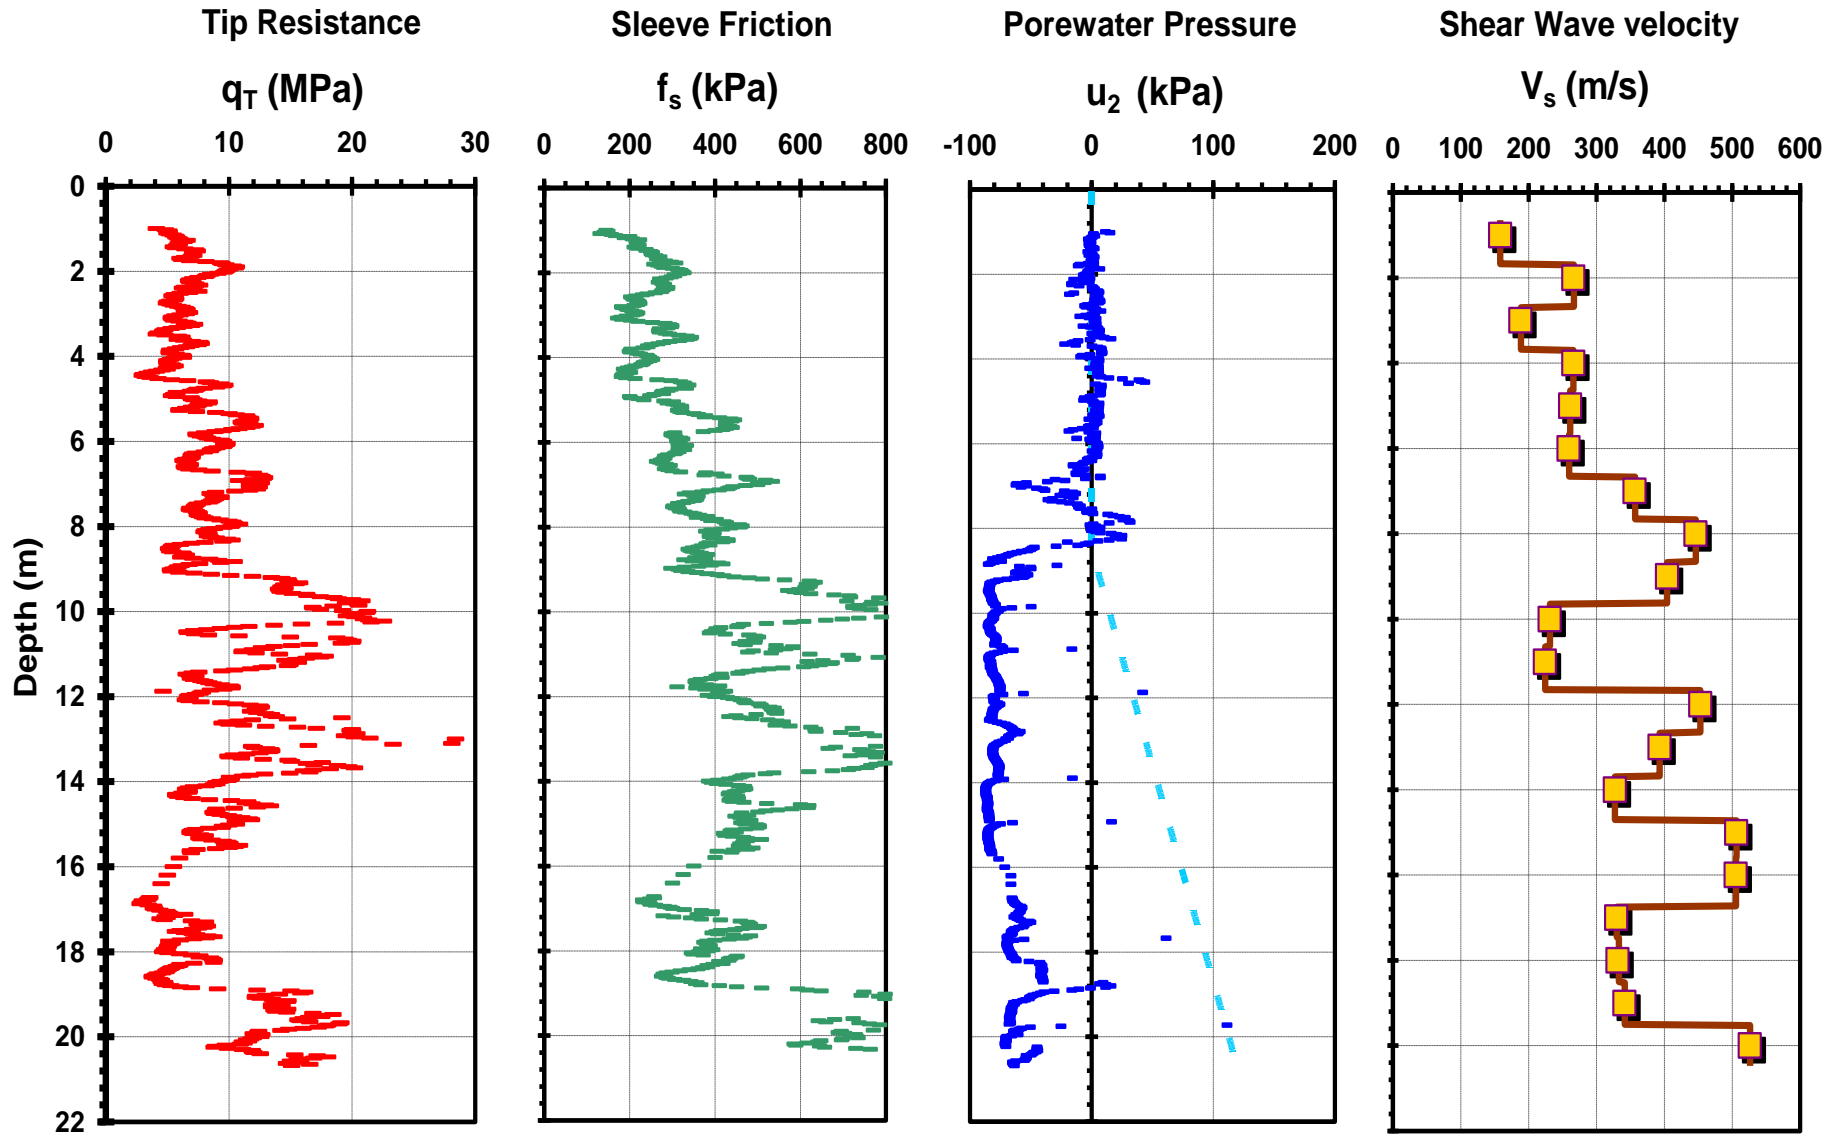 Tip Resistance
Sleeve Friction
Porewater Pressure
Shear Wave velocity
qT (MPa)
fs (kPa)
u2 (kPa)
Vs (m/s)
0 10 20 30
0 200 400 600 800
-100 0 100 200
0 100 200 300 400 500 600
0
2
4
6
8
10
12
14
16
18
20
22
Depth (m)